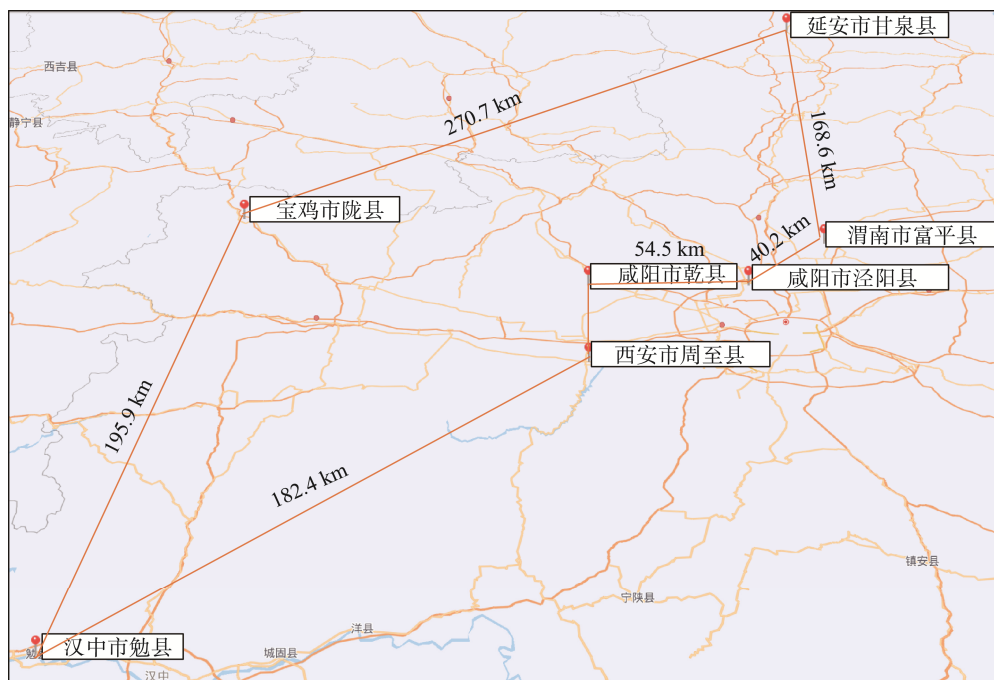 延安市甘泉县
西吉县
270.7 km
静宁县
168.6 km
宝鸡市陇县
渭南市富平县
40.2 km
54.5 km
咸阳市乾县
咸阳市泾阳县
西安市周至县
195.9 km
182.4 km
镇安县
宁陕县
洋县
汉中市勉县
城固县
汉中